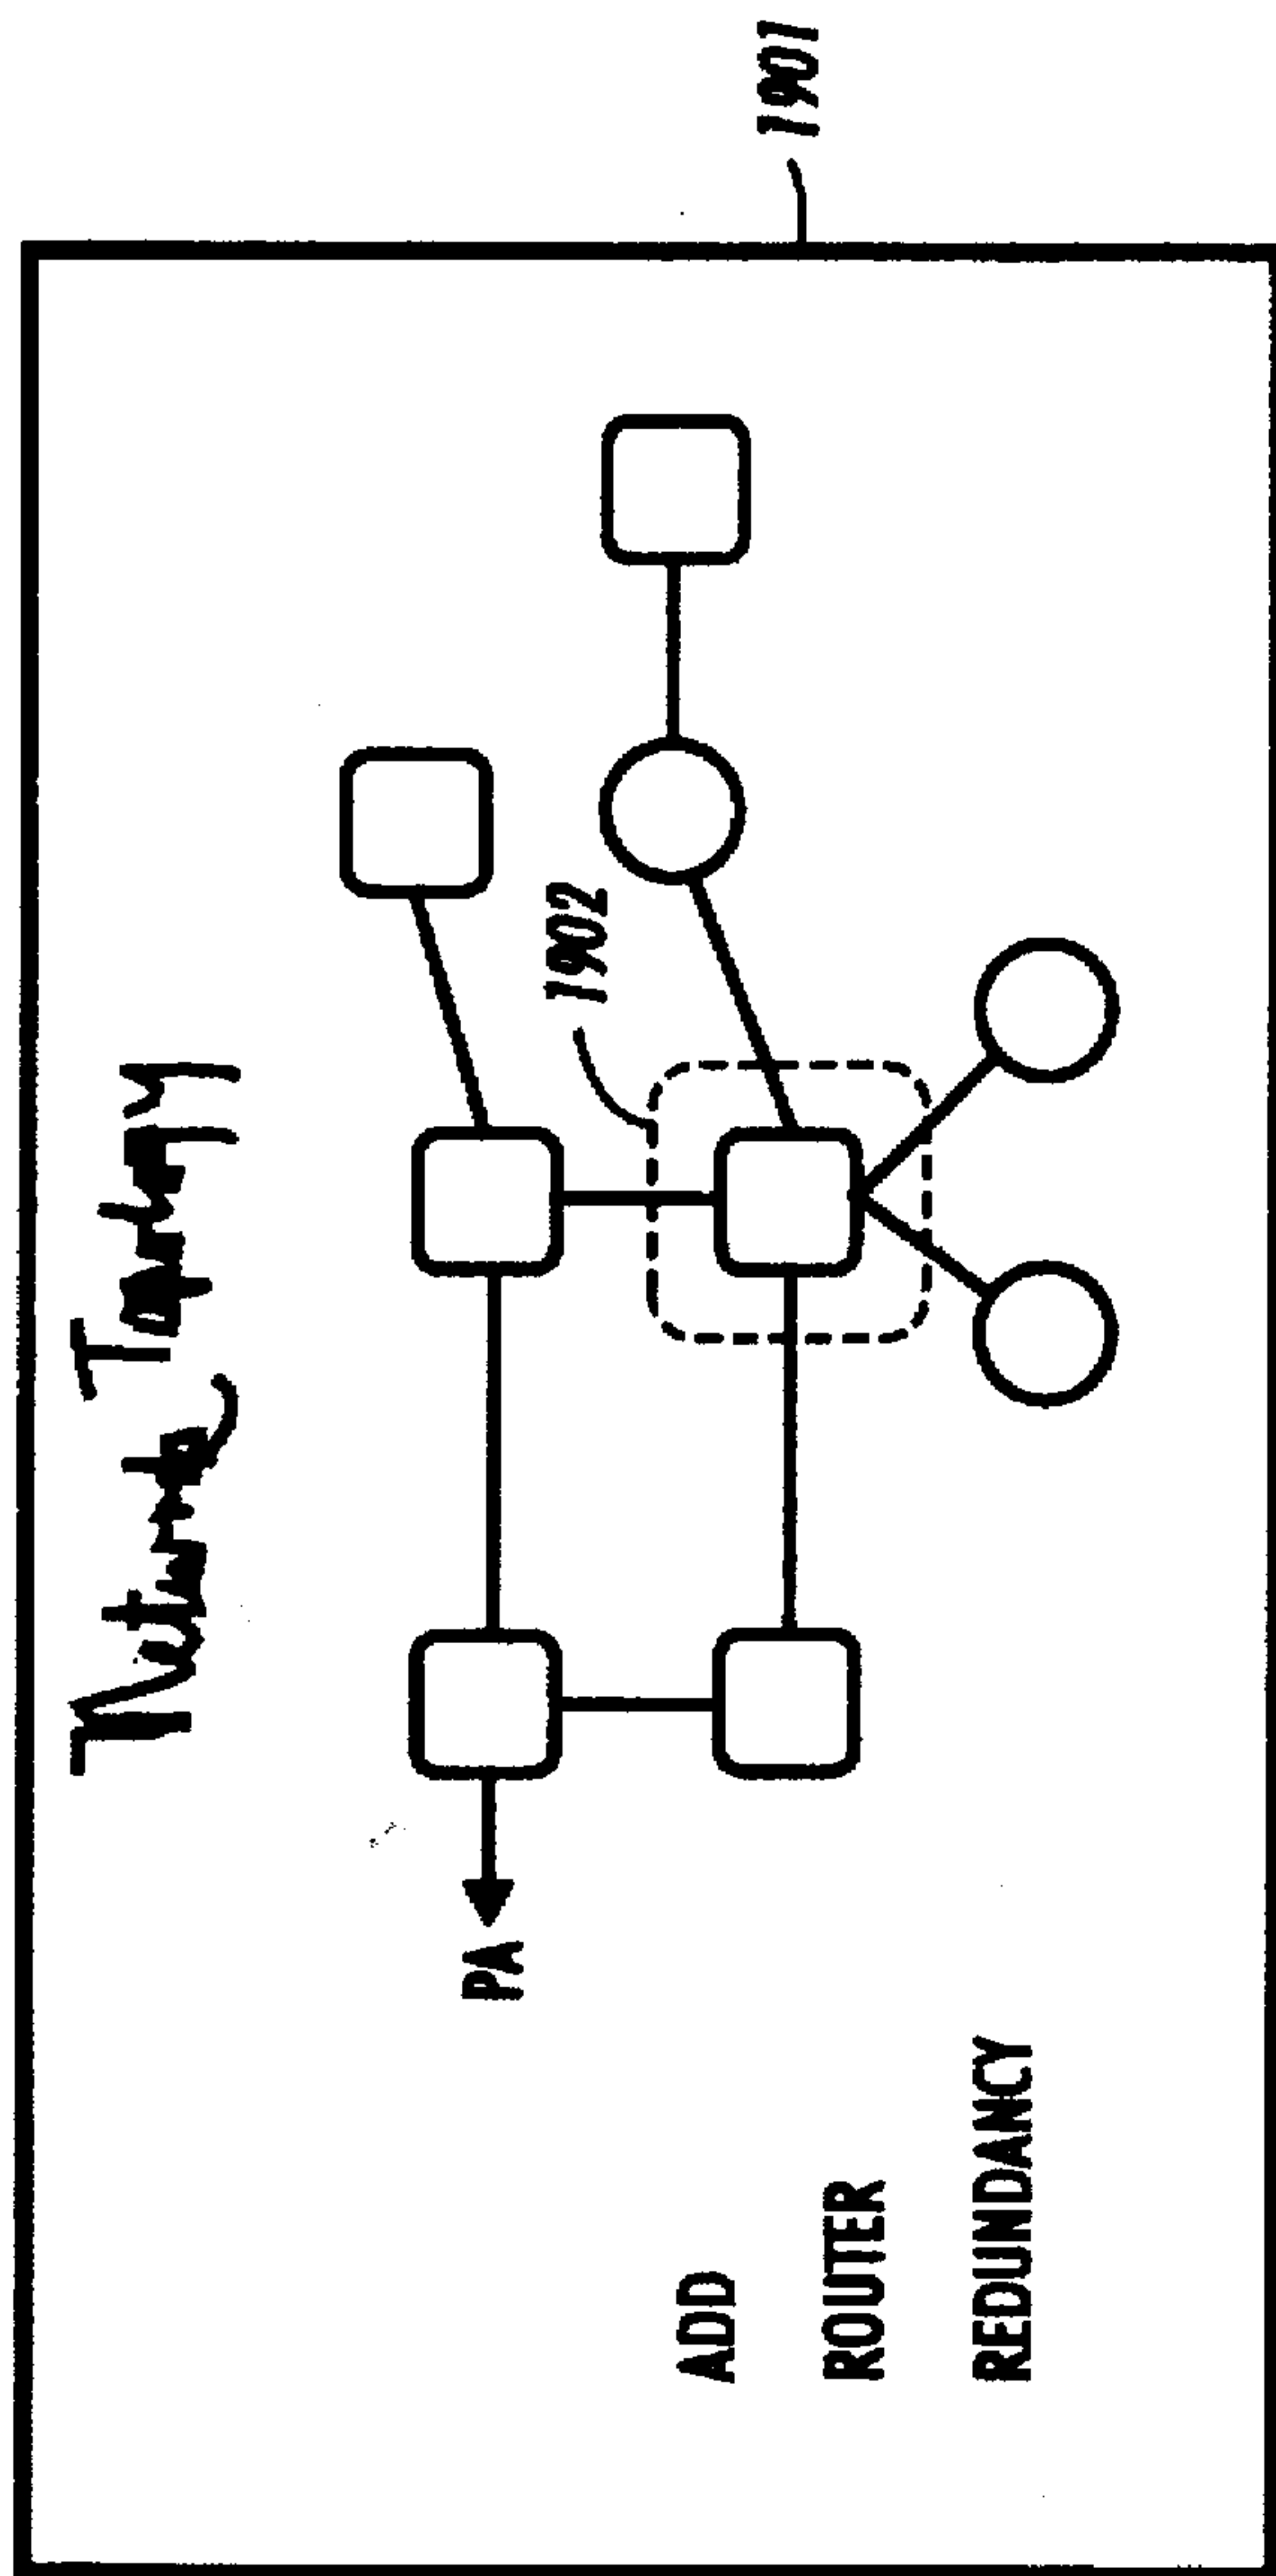 Network Topology
1902
PA
ADD
ROUTER
REDUNDANCY
1901